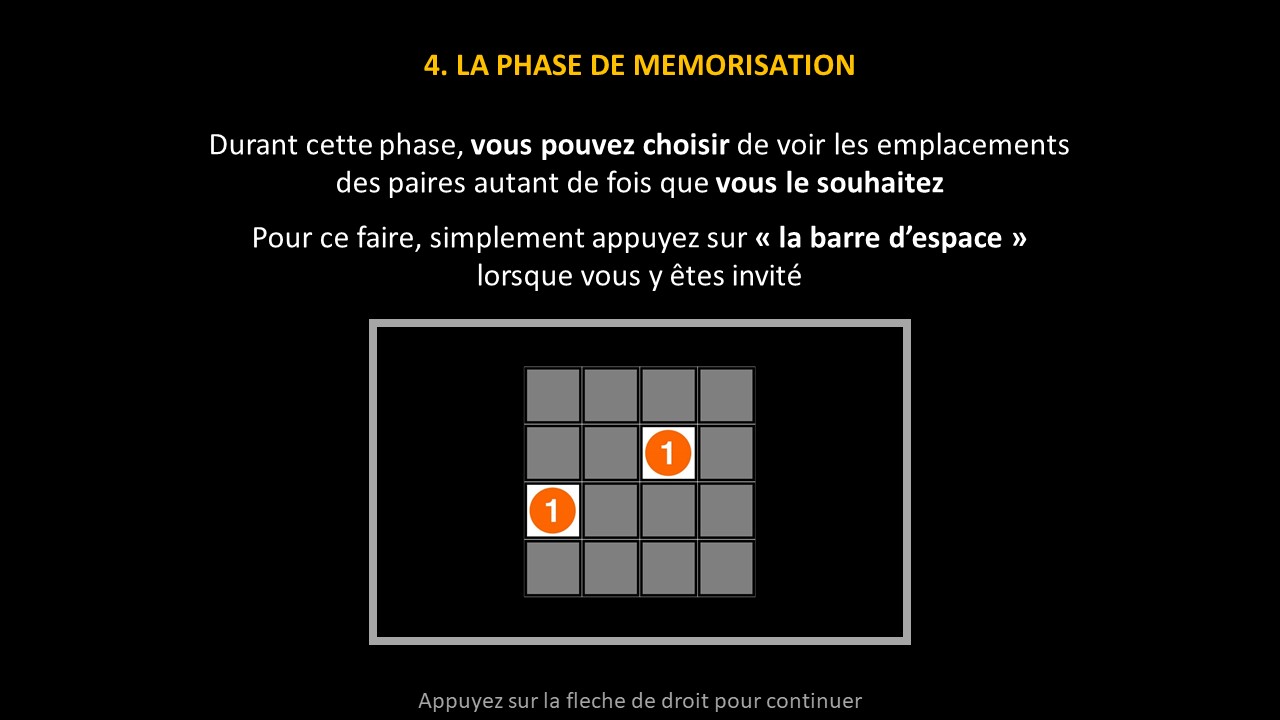 4. LA PHASE DE MEMORISATION
Durant cette phase, vous pouvez choisir de voir les emplacements
des paires autant de fois que vous le souhaitez
Pour ce faire, simplement appuyez sur « la barre d’espace »
lorsque vous y êtes invité
1
1
Appuyez sur la fleche de droit pour continuer